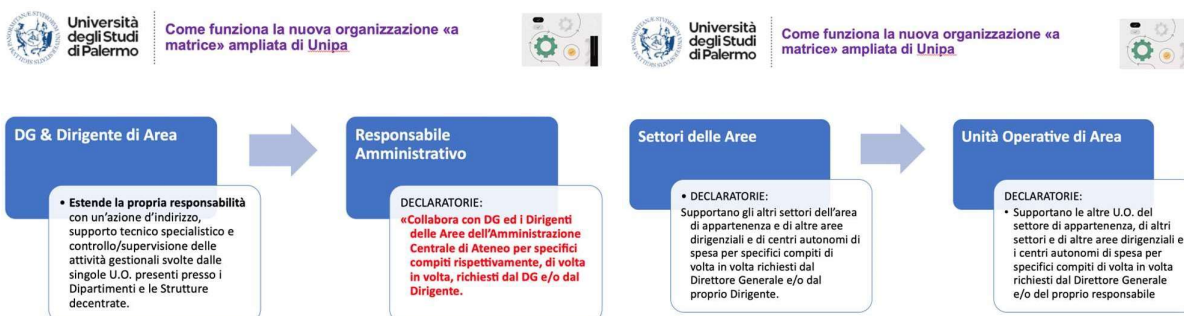 Università
degli Studi
di Palermo
Come funziona la nuova organizzazione «a
matrice» ampliata di Unipa
DG & Dirigente di Area
• Estende la propria responsabilità
con un'azione d'indirizzo,
supporto tecnico specialistico e
controllo/supervisione delle
attività gestionali svolte dalle
singole U.O. presenti presso i
Dipartimenti e le Strutture
decentrate.
Responsabile
Amministrativo
DECLARATORIE:
«Collabora con DG ed i Dirigenti
delle Aree dell'Amministrazione
Centrale di Ateneo per specifici
compiti rispettivamente, di volta
in volta, richiesti dal DG e/o dal
Dirigente.
Università
degli Studi
di Palermo
Come funziona la nuova organizzazione «a
matrice» ampliata di Unipa
Settori delle Aree
• DECLARATORIE:
Supportano gli altri settori dell'area
di appartenenza e di altre aree
dirigenziali e di centri autonomi di
spesa per specifici compiti di
volta in volta richiesti dal
Direttore Generale e/o dal
proprio Dirigente.
Unità Operative di Area
DECLARATORIE:
• Supportano le altre U.O. del
settore di appartenenza, di altri
settori e di altre aree dirigenziali e
i centri autonomi di spesa per
specifici compiti di volta in volta
richiesti dal Direttore Generale
e/o del proprio responsabile